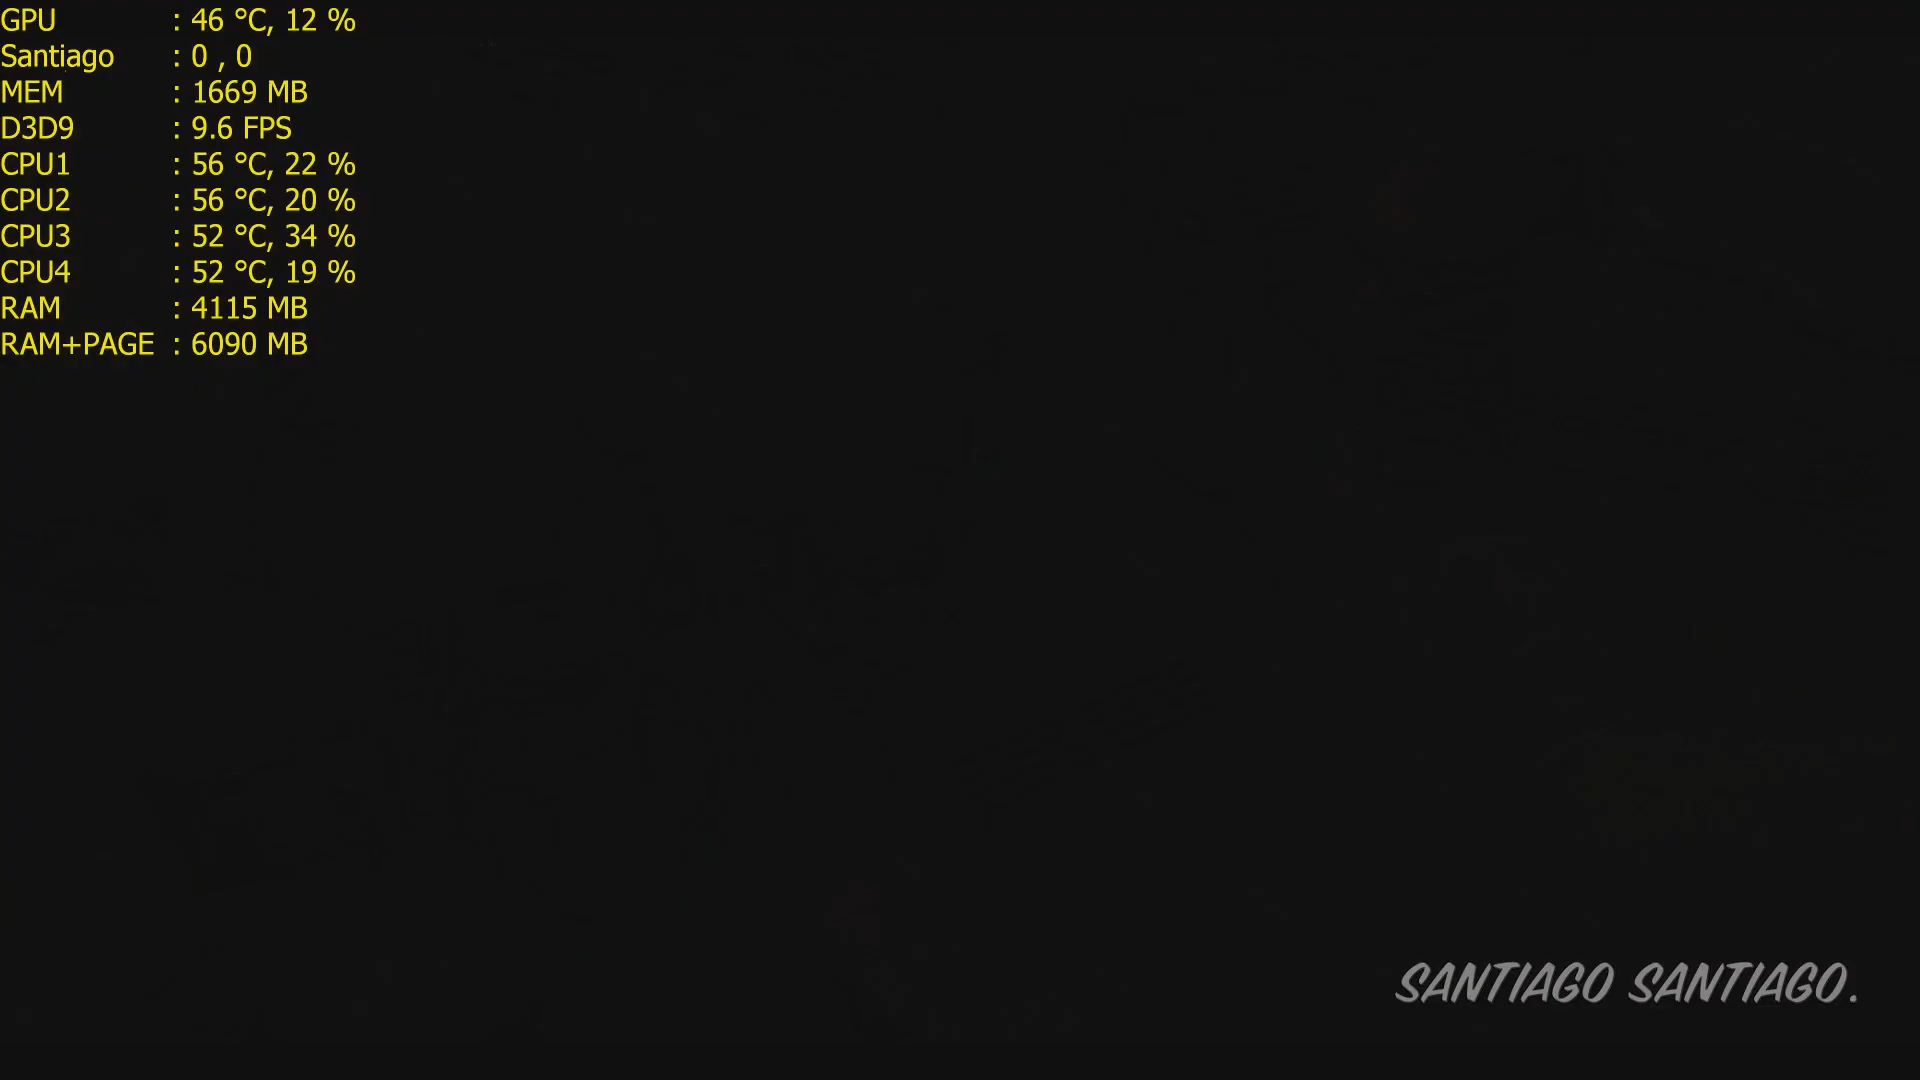 GPU : 46 °C, 12 %
Santiago : 0 , 0
MEM : 1669 MB
D3D9 : 9.6 FPS
CPU1 : 56 °C, 22 %
CPU2 : 56 °C, 20 %
CPU3 : 52 °C, 34 %
CPU4 : 52 °C, 19 %
RAM : 4115 MB
RAM+PAGE : 6090 MB
SANTIAGO SANTIAGO.